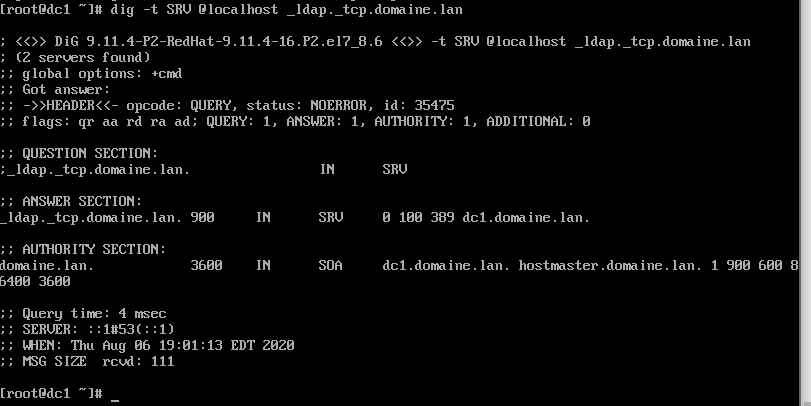 [root@dc1 ~]# dig -t SRV @localhost _ldap._tcp.domaine.lan

; <<>> DiG 9.11.4-P2-RedHat-9.11.4-16.P2.el7_8.6 <<>> -t SRV @localhost _ldap._tcp.domaine.lan
; (2 servers found)
;; global options: +cmd
;; Got answer:
;; ->>HEADER<<- opcode: QUERY, status: NOERROR, id: 35475
;; flags: qr aa rd ra ad; QUERY: 1, ANSWER: 1, AUTHORITY: 1, ADDITIONAL: 0

;; QUESTION SECTION:
;_ldap._tcp.domaine.lan. IN SRV

;; ANSWER SECTION:
_ldap._tcp.domaine.lan. 900 IN SRV 0 100 389 dc1.domaine.lan.

;; AUTHORITY SECTION:
domaine.lan. 3600 IN SOA dc1.domaine.lan. hostmaster.domaine.lan. 1 900 600 8
6400 3600

;; Query time: 4 msec
;; SERVER: ::1#53(::1)
;; WHEN: Thu Aug 06 19:01:13 EDT 2020
;; MSG SIZE rcvd: 111

[root@dc1 ~]# _